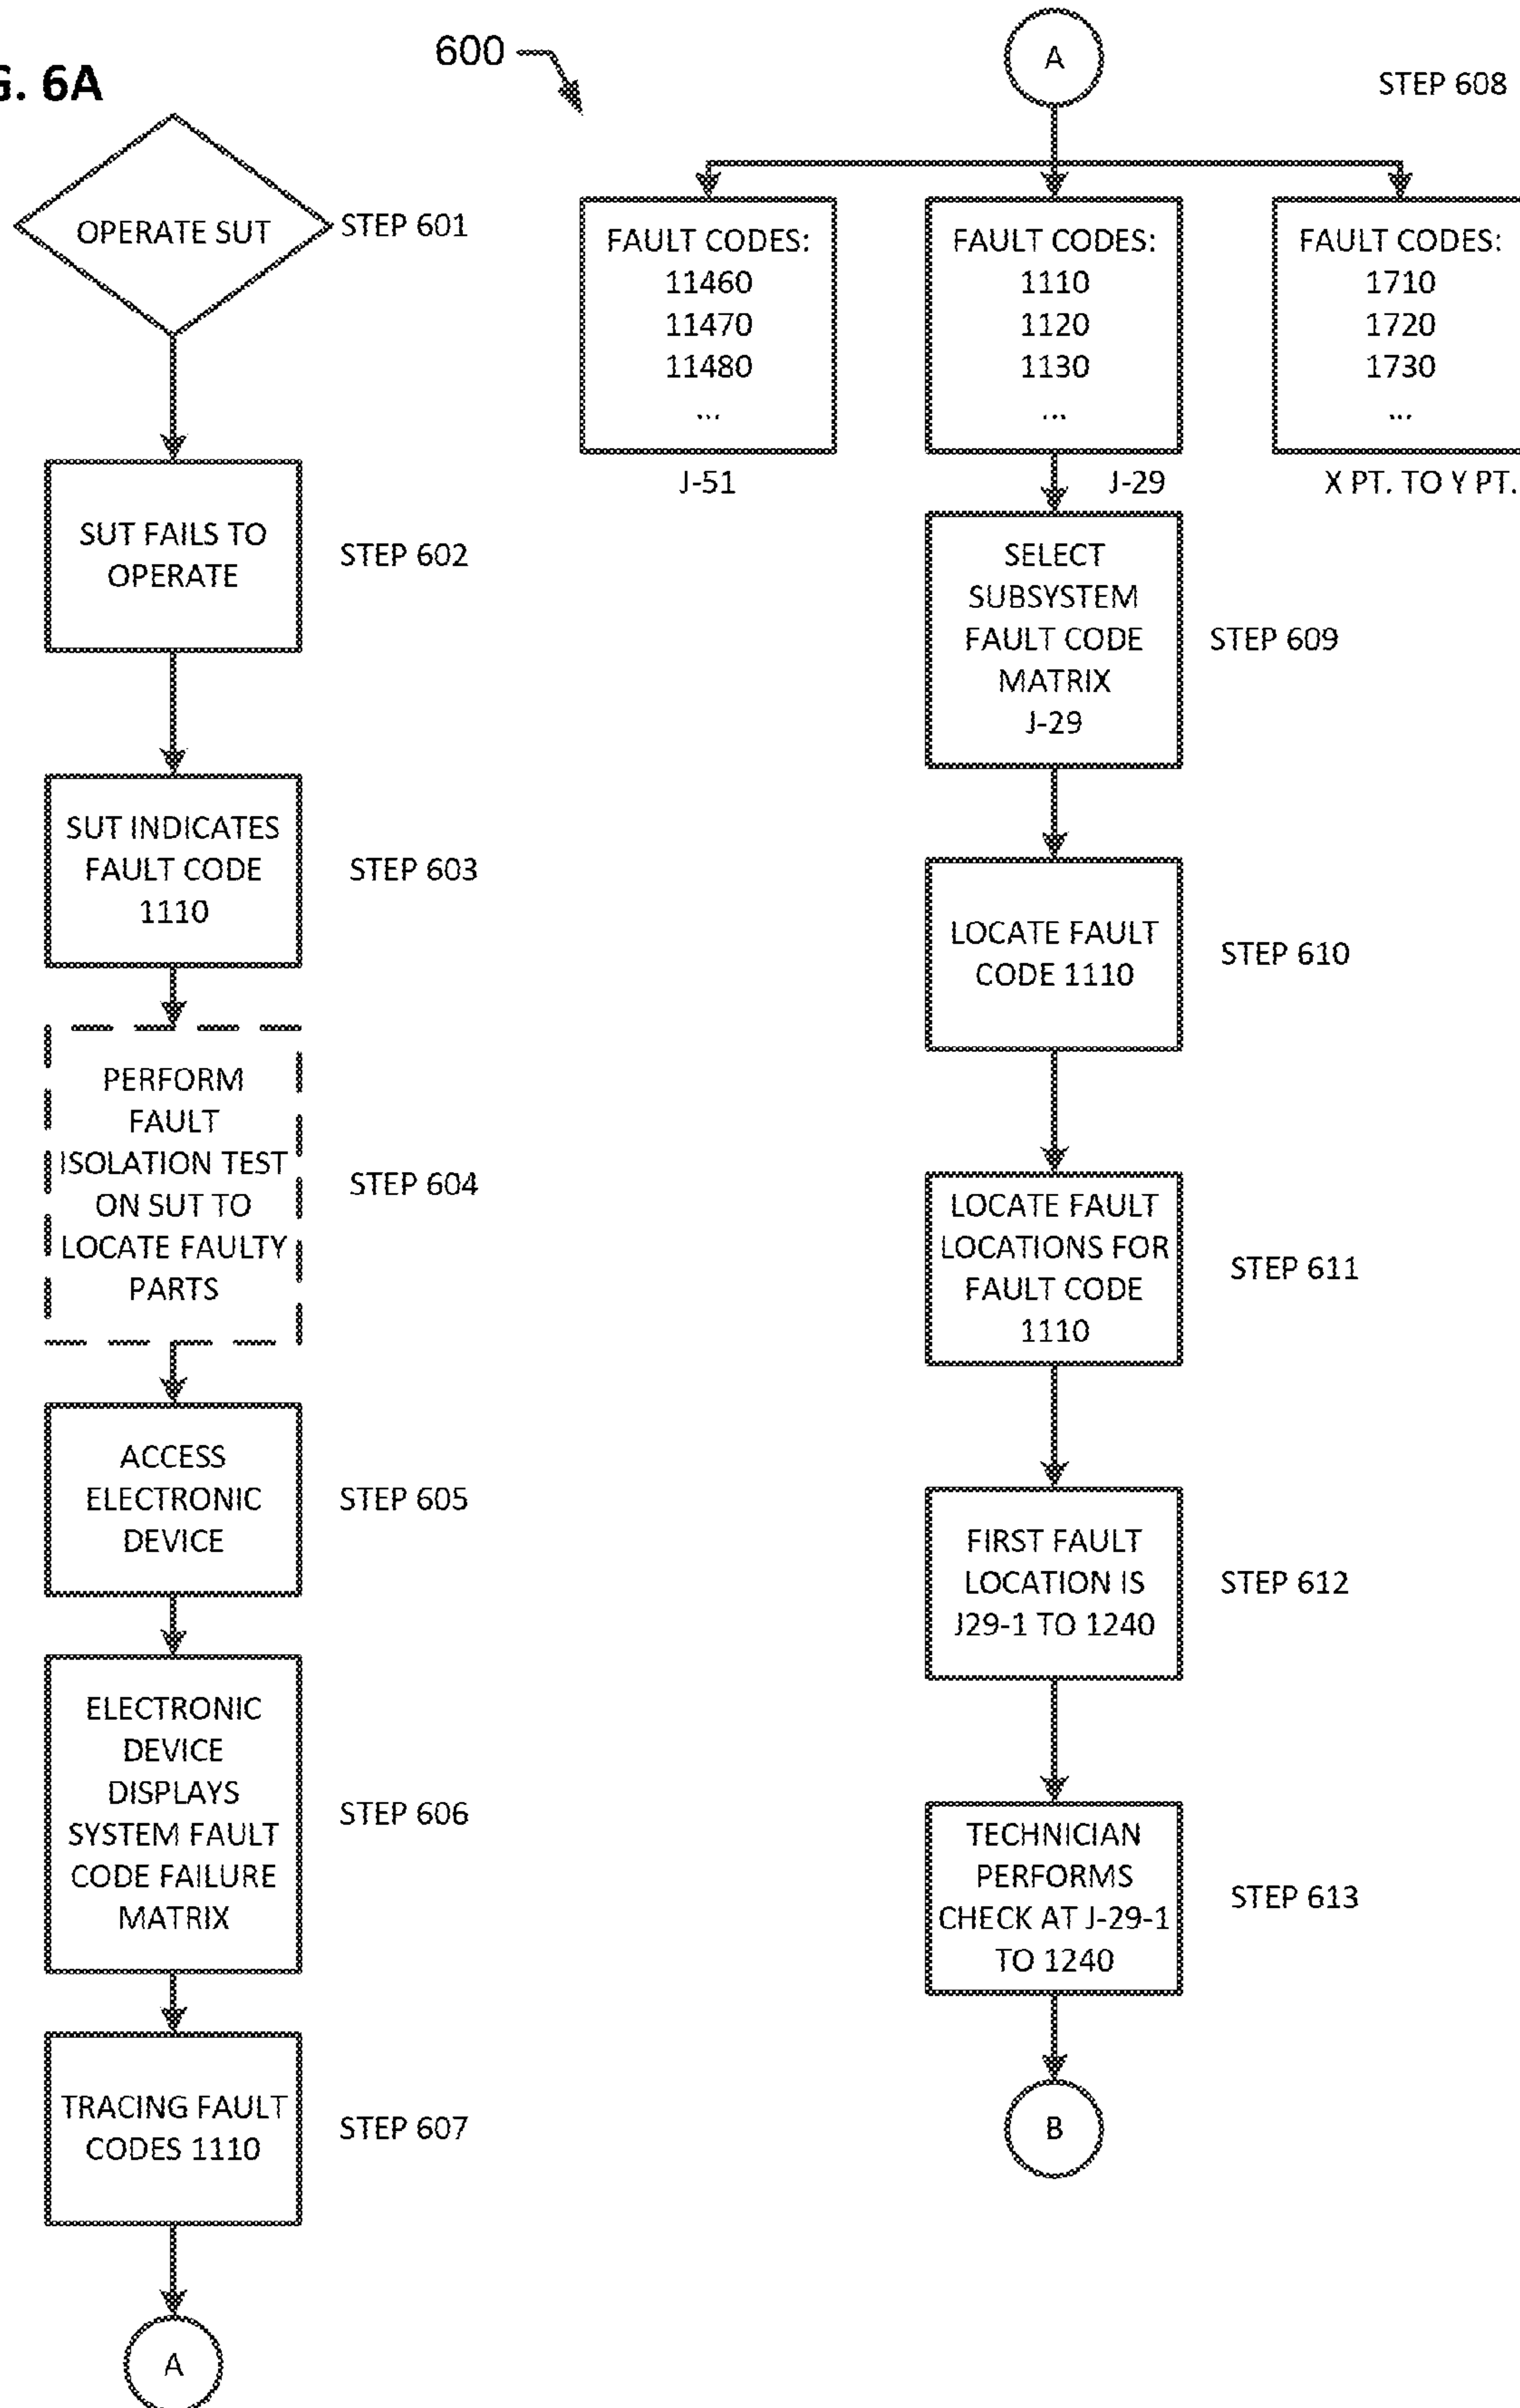 G. 6A
600
OPERATE SUT
STEP 601
SUT FAILS TO
OPERATE
STEP 602
SUT INDICATES
FAULT CODE
1110
STEP 603
PERFORM
FAULT
ISOLATION TEST
ON SUT TO
LOCATE FAULTY
PARTS
STEP 604
ACCESS
ELECTRONIC
DEVICE
STEP 605
ELECTRONIC
DEVICE
DISPLAYS
SYSTEM FAULT
CODE FAILURE
MATRIX
STEP 606
TRACING FAULT
CODES 1110
STEP 607
A
A
STEP 608
FAULT CODES:
11460
11470
11480
...
J-51
FAULT CODES:
1110
1120
1130
...
J-29
FAULT CODES:
1710
1720
1730
...
X PT. TO Y PT.
SELECT
SUBSYSTEM
FAULT CODE
MATRIX
J-29
STEP 609
LOCATE FAULT
CODE 1110
STEP 610
LOCATE FAULT
LOCATIONS FOR
FAULT CODE
1110
STEP 611
FIRST FAULT
LOCATION IS
J29-1 TO 1240
STEP 612
TECHNICIAN
PERFORMS
CHECK AT J-29-1
TO 1240
STEP 613
B